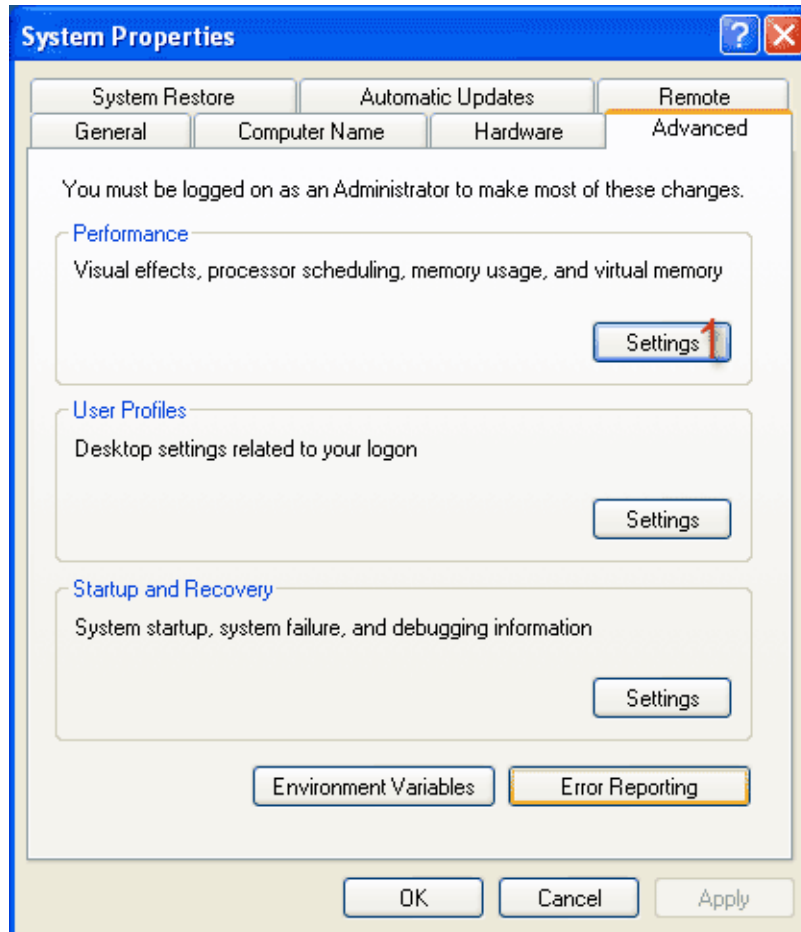 System Properties
System Restore Automatic Updates Remote
General Computer Name Hardware Advanced
You must be logged on as an Administrator to make most of these changes.
Performance
Visual effects, processor scheduling, memory usage, and virtual memory
Settings 1
User Profiles
Desktop settings related to your logon
Settings
Startup and Recovery
System startup, system failure, and debugging information
Settings
Environment Variables Error Reporting
OK Cancel Apply